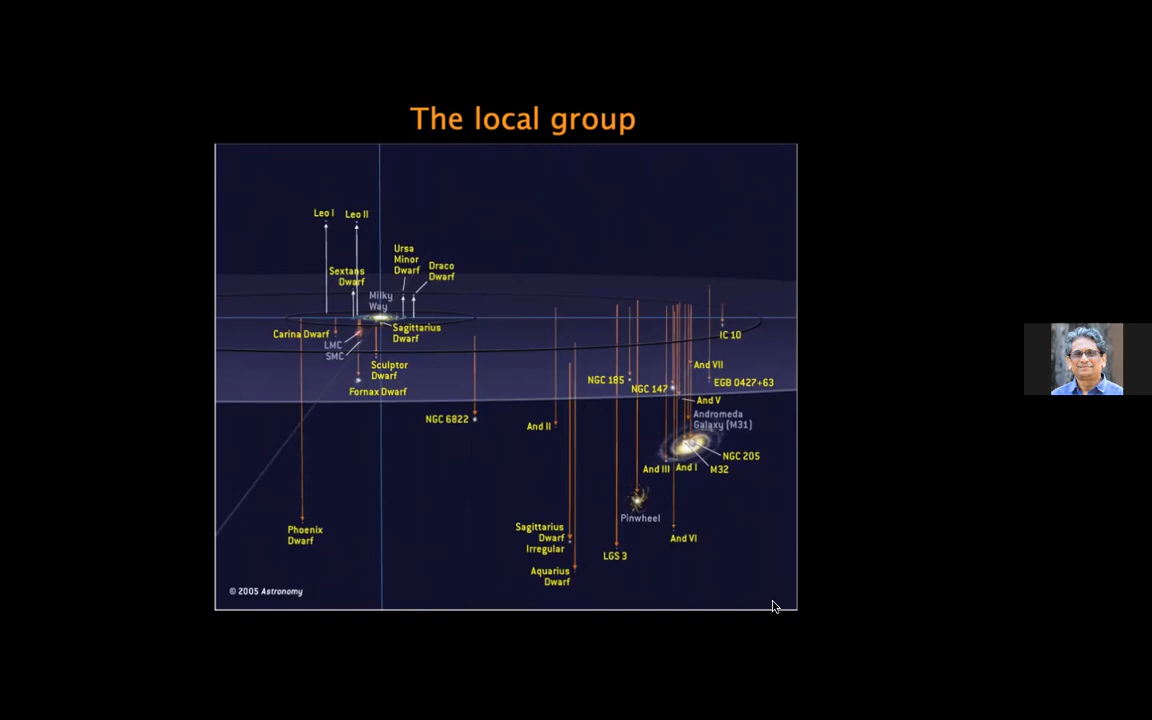 The local group
Leo I
Leo II
Ursa
Minor
Dwarf
Draco
Dwarf
Sextans
Dwarf
Milky
Way
Carina Dwarf
Sagittarius
Dwarf
LMC
SMC
Sculptor
Dwarf
Fornax Dwarf
IC 10
And VII
NGC 185
NGC 147
EGB 0427+63
And V
NGC 6822
And II
Andromeda
Galaxy (M31)
NGC 205
And III
And I
M32
Pinwheel
Phoenix
Dwarf
Sagittarius
Dwarf
Irregular
And VI
LGS 3
Aquarius
Dwarf
© 2005 Astronomy